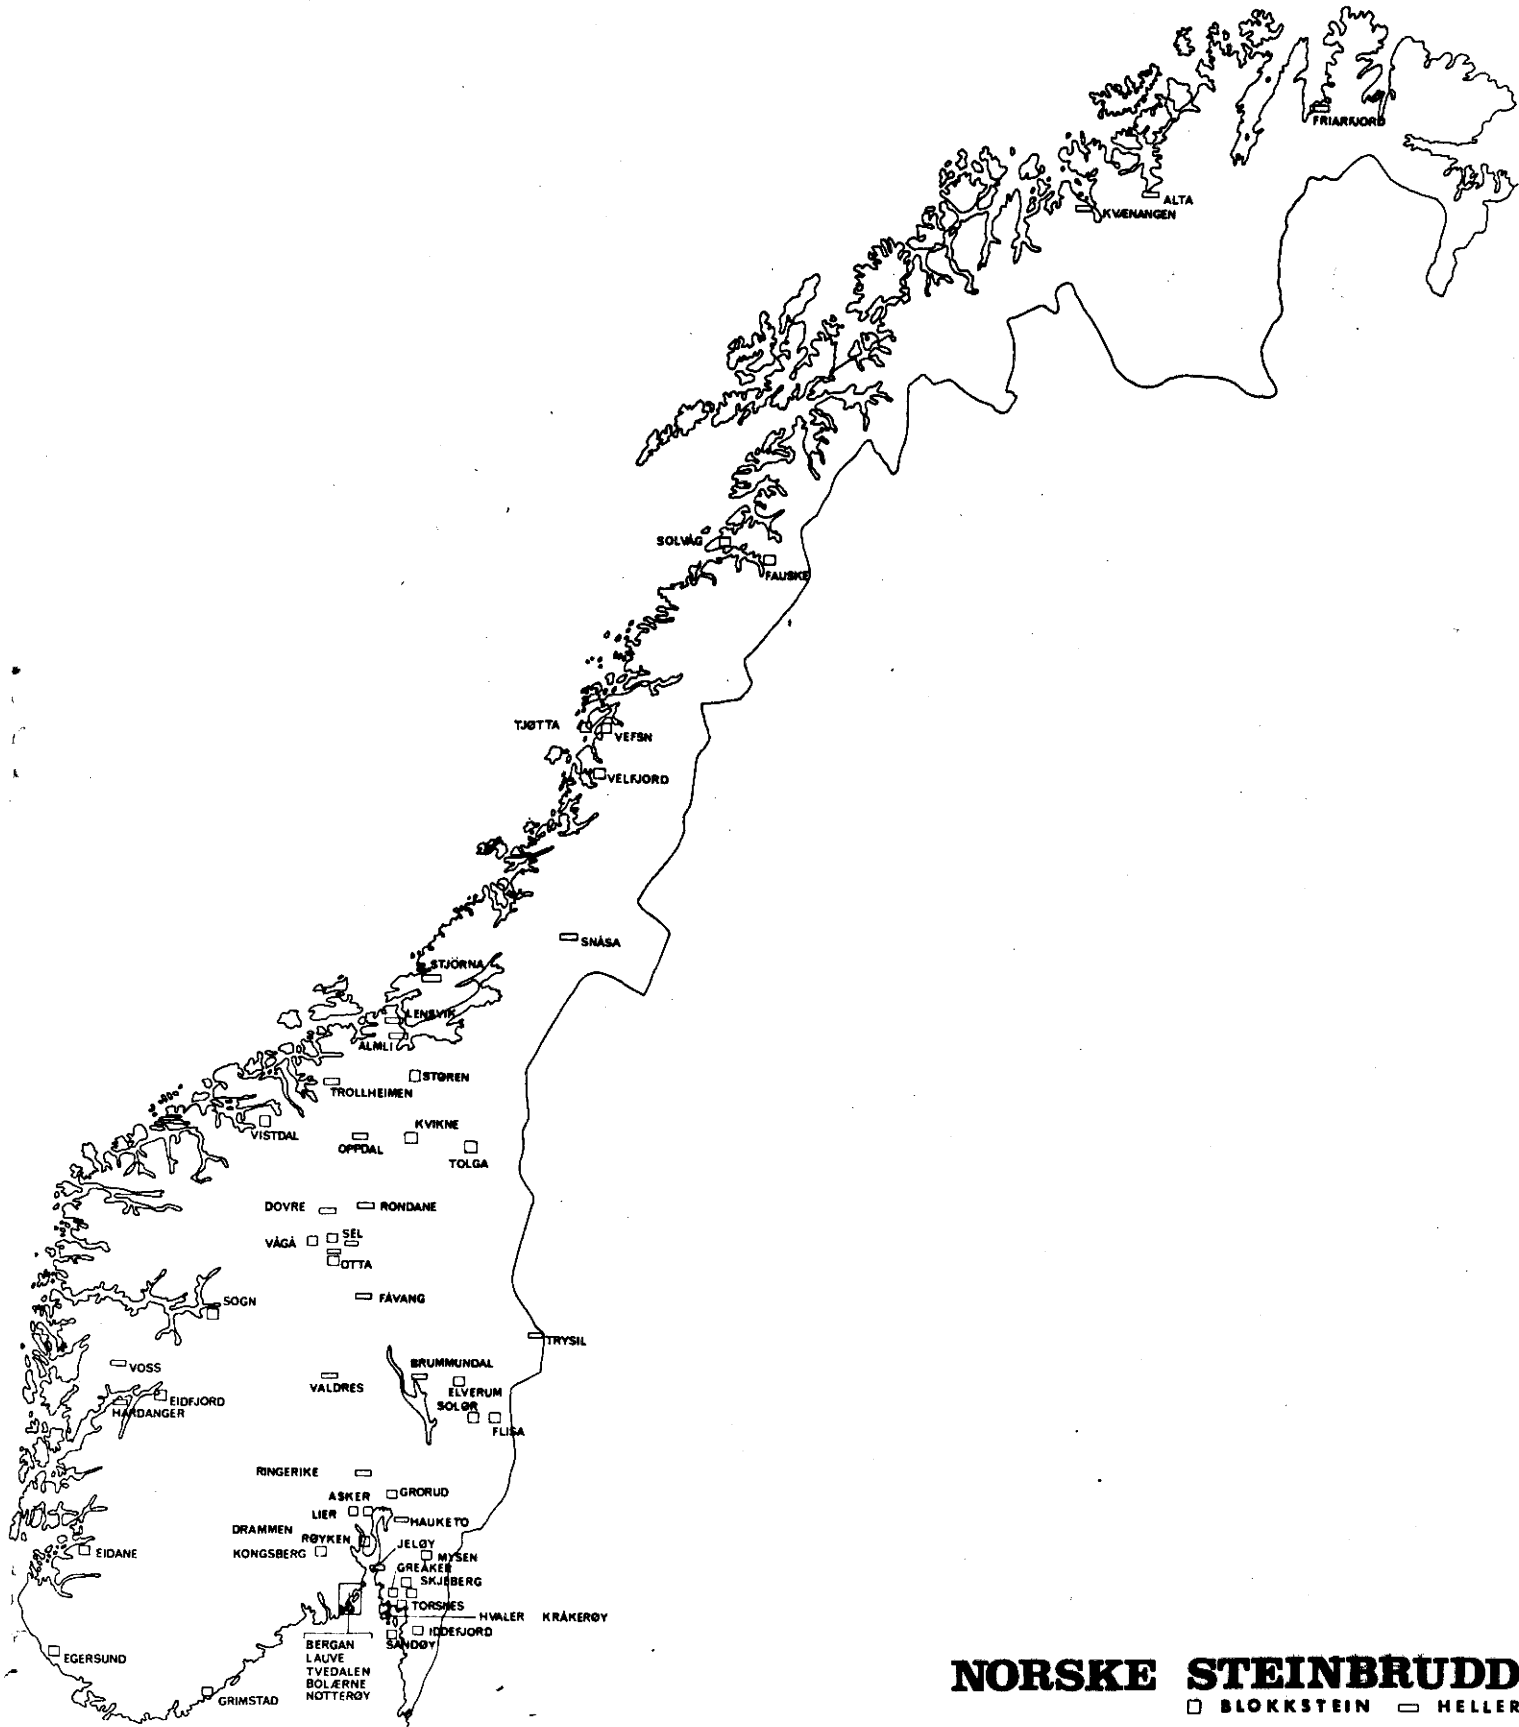 FRIARFJORD
ALTA
KVÆNANGEN
SOLVÅG
FAUSKE
TJØTTA
VEFSN
VELFJORD
SNÅSA
STJÖRNA
LENSVIK
ALMLI
STØREN
TROLLHEIMEN
KVIKNE
VISTDAL
OPPDAL
TOLGA
DOVRE
RONDANE
SEL
VÅGÅ
OTTA
FÅVANG
SOGN
TRYSIL
VOSS
BRUMMUNDAL
VALDRES
ELVERUM
EIDFJORD
SOLØR
HARDANGER
FLISA
RINGERIKE
GRORUD
ASKER
LIER
HAUKETO
DRAMMEN
RØYKEN
JELØY
KONGSBERG
EIDANE
MYSEN
GREÅKER
SKJEBERG
TORSNES
HVALER KRÅKERØY
IDDEFJORD
SANDØY
BERGAN
LAUVE
TVEDALEN
BOLÆRNE
NØTTERØY
EGERSUND
GRIMSTAD
NORSKE STEINBRUDD
BLOKKSTEIN HELLER